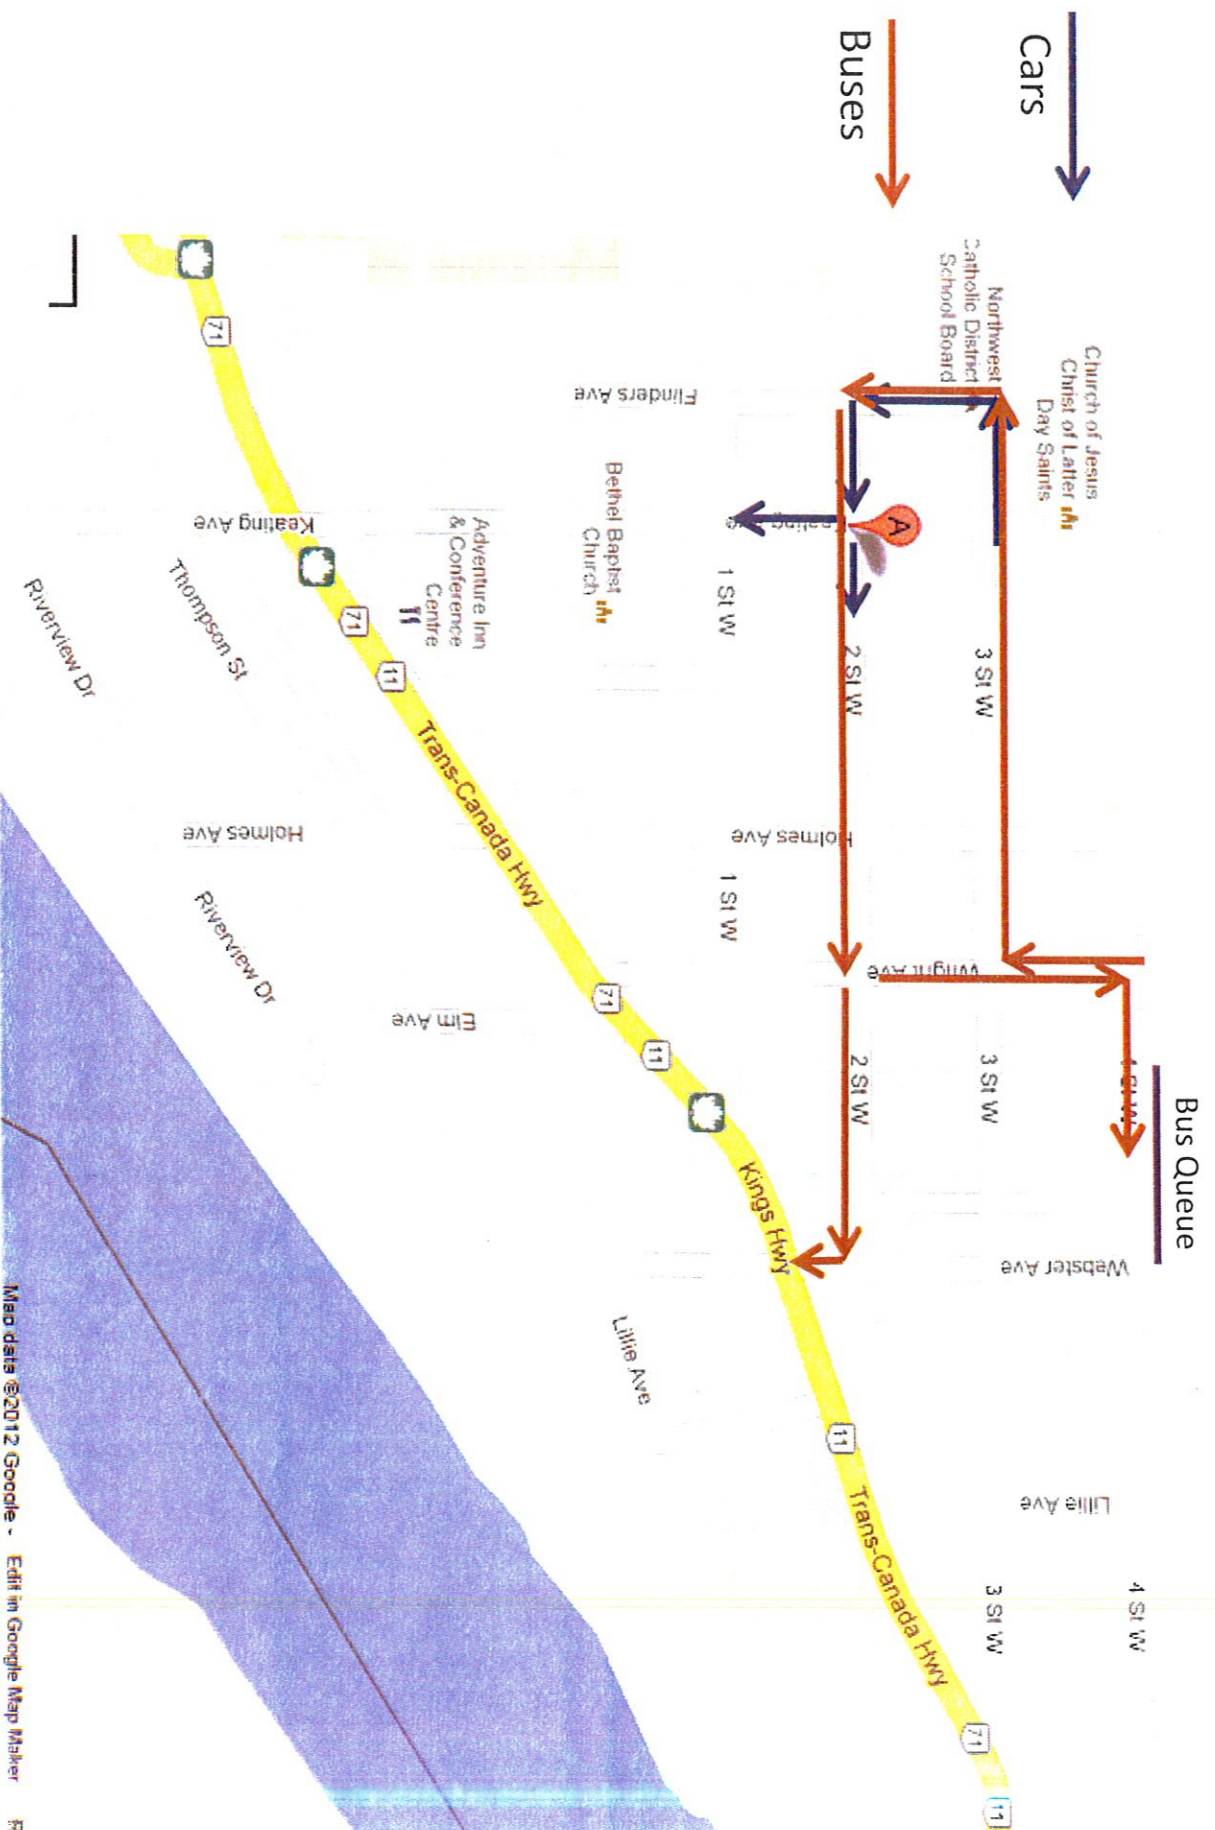 Cars
Buses
Bus Queue
Church of Jesus
Christ of Latter
Day Saints
Northwest
Catholic District
School Board
4 St W
4 St W
3 St W
3 St W
3 St W
A
2 St W
2 St W
1 St W
1 St W
Flinders Ave
Keating Ave
Keating Ave
Holmes Ave
Holmes Ave
Wright Ave
Webster Ave
Lillie Ave
Lillie Ave
Elm Ave
Bethel Baptist
Church
Adventure Inn
& Conference
Centre
71
71
11
Trans-Canada Hwy
71
11
Kings Hwy
11
Trans-Canada Hwy
71
11
Thompson St
Riverview Dr
Riverview Dr
Map data ©2012 Google - Edit in Google Map Maker